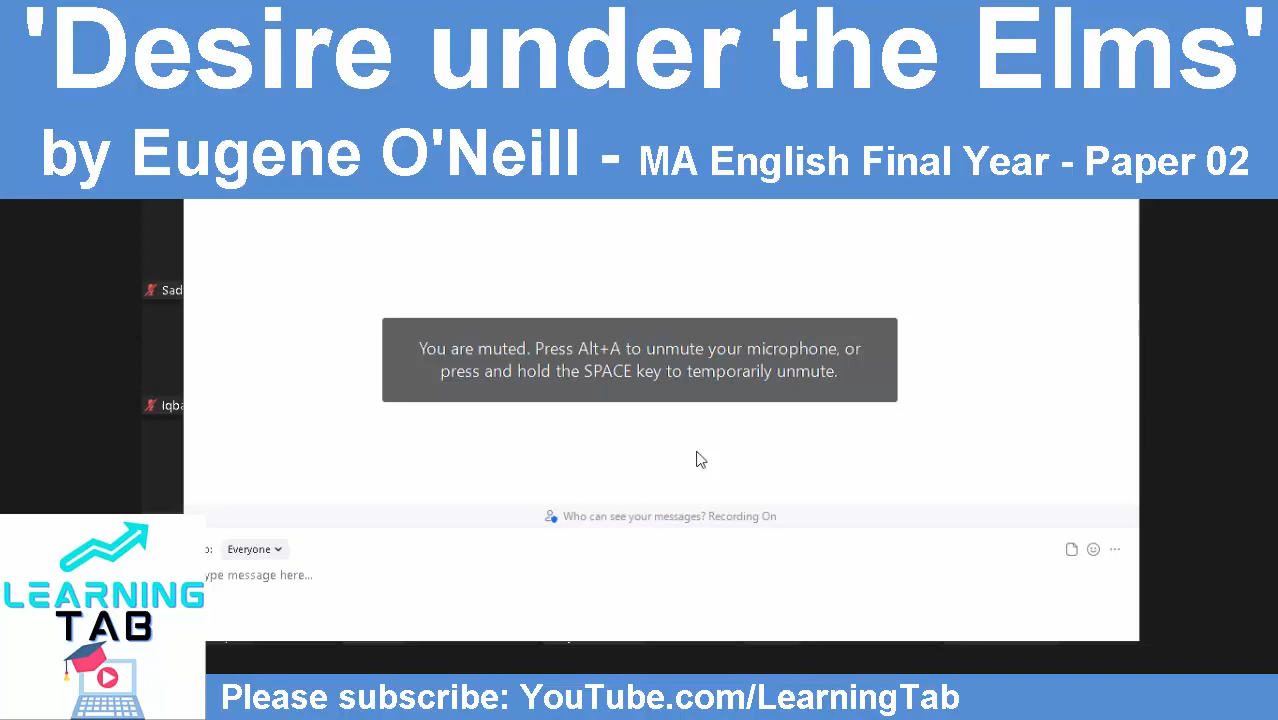 'Desire under the Elms'
by Eugene O'Neill - MA English Final Year - Paper 02
Sad
You are muted. Press Alt+A to unmute your microphone, or
press and hold the SPACE key to temporarily unmute.
Iqba
Who can see your messages? Recording On
o: Everyone
ype message here...
LEARNING
TAB
Please subscribe: YouTube.com/LearningTab